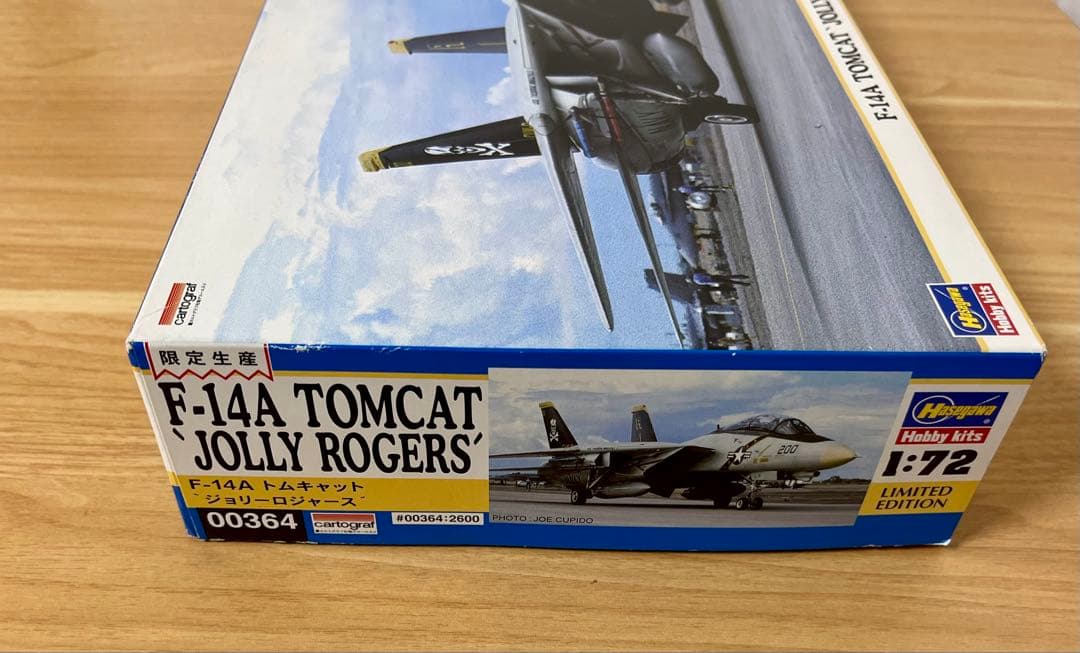 F-14A TOMCAT 'JOLLY
Hasegawa
Hobby kits
cartograf
限定生産
F-14A TOMCAT
`JOLLY ROGERS´
F-14A トムキャット
`ジョリーロジャース´
00364
cartograf
#00364:2600
PHOTO : JOE CUPIDO
200
Hasegawa
Hobby kits
1:72
LIMITED
EDITION